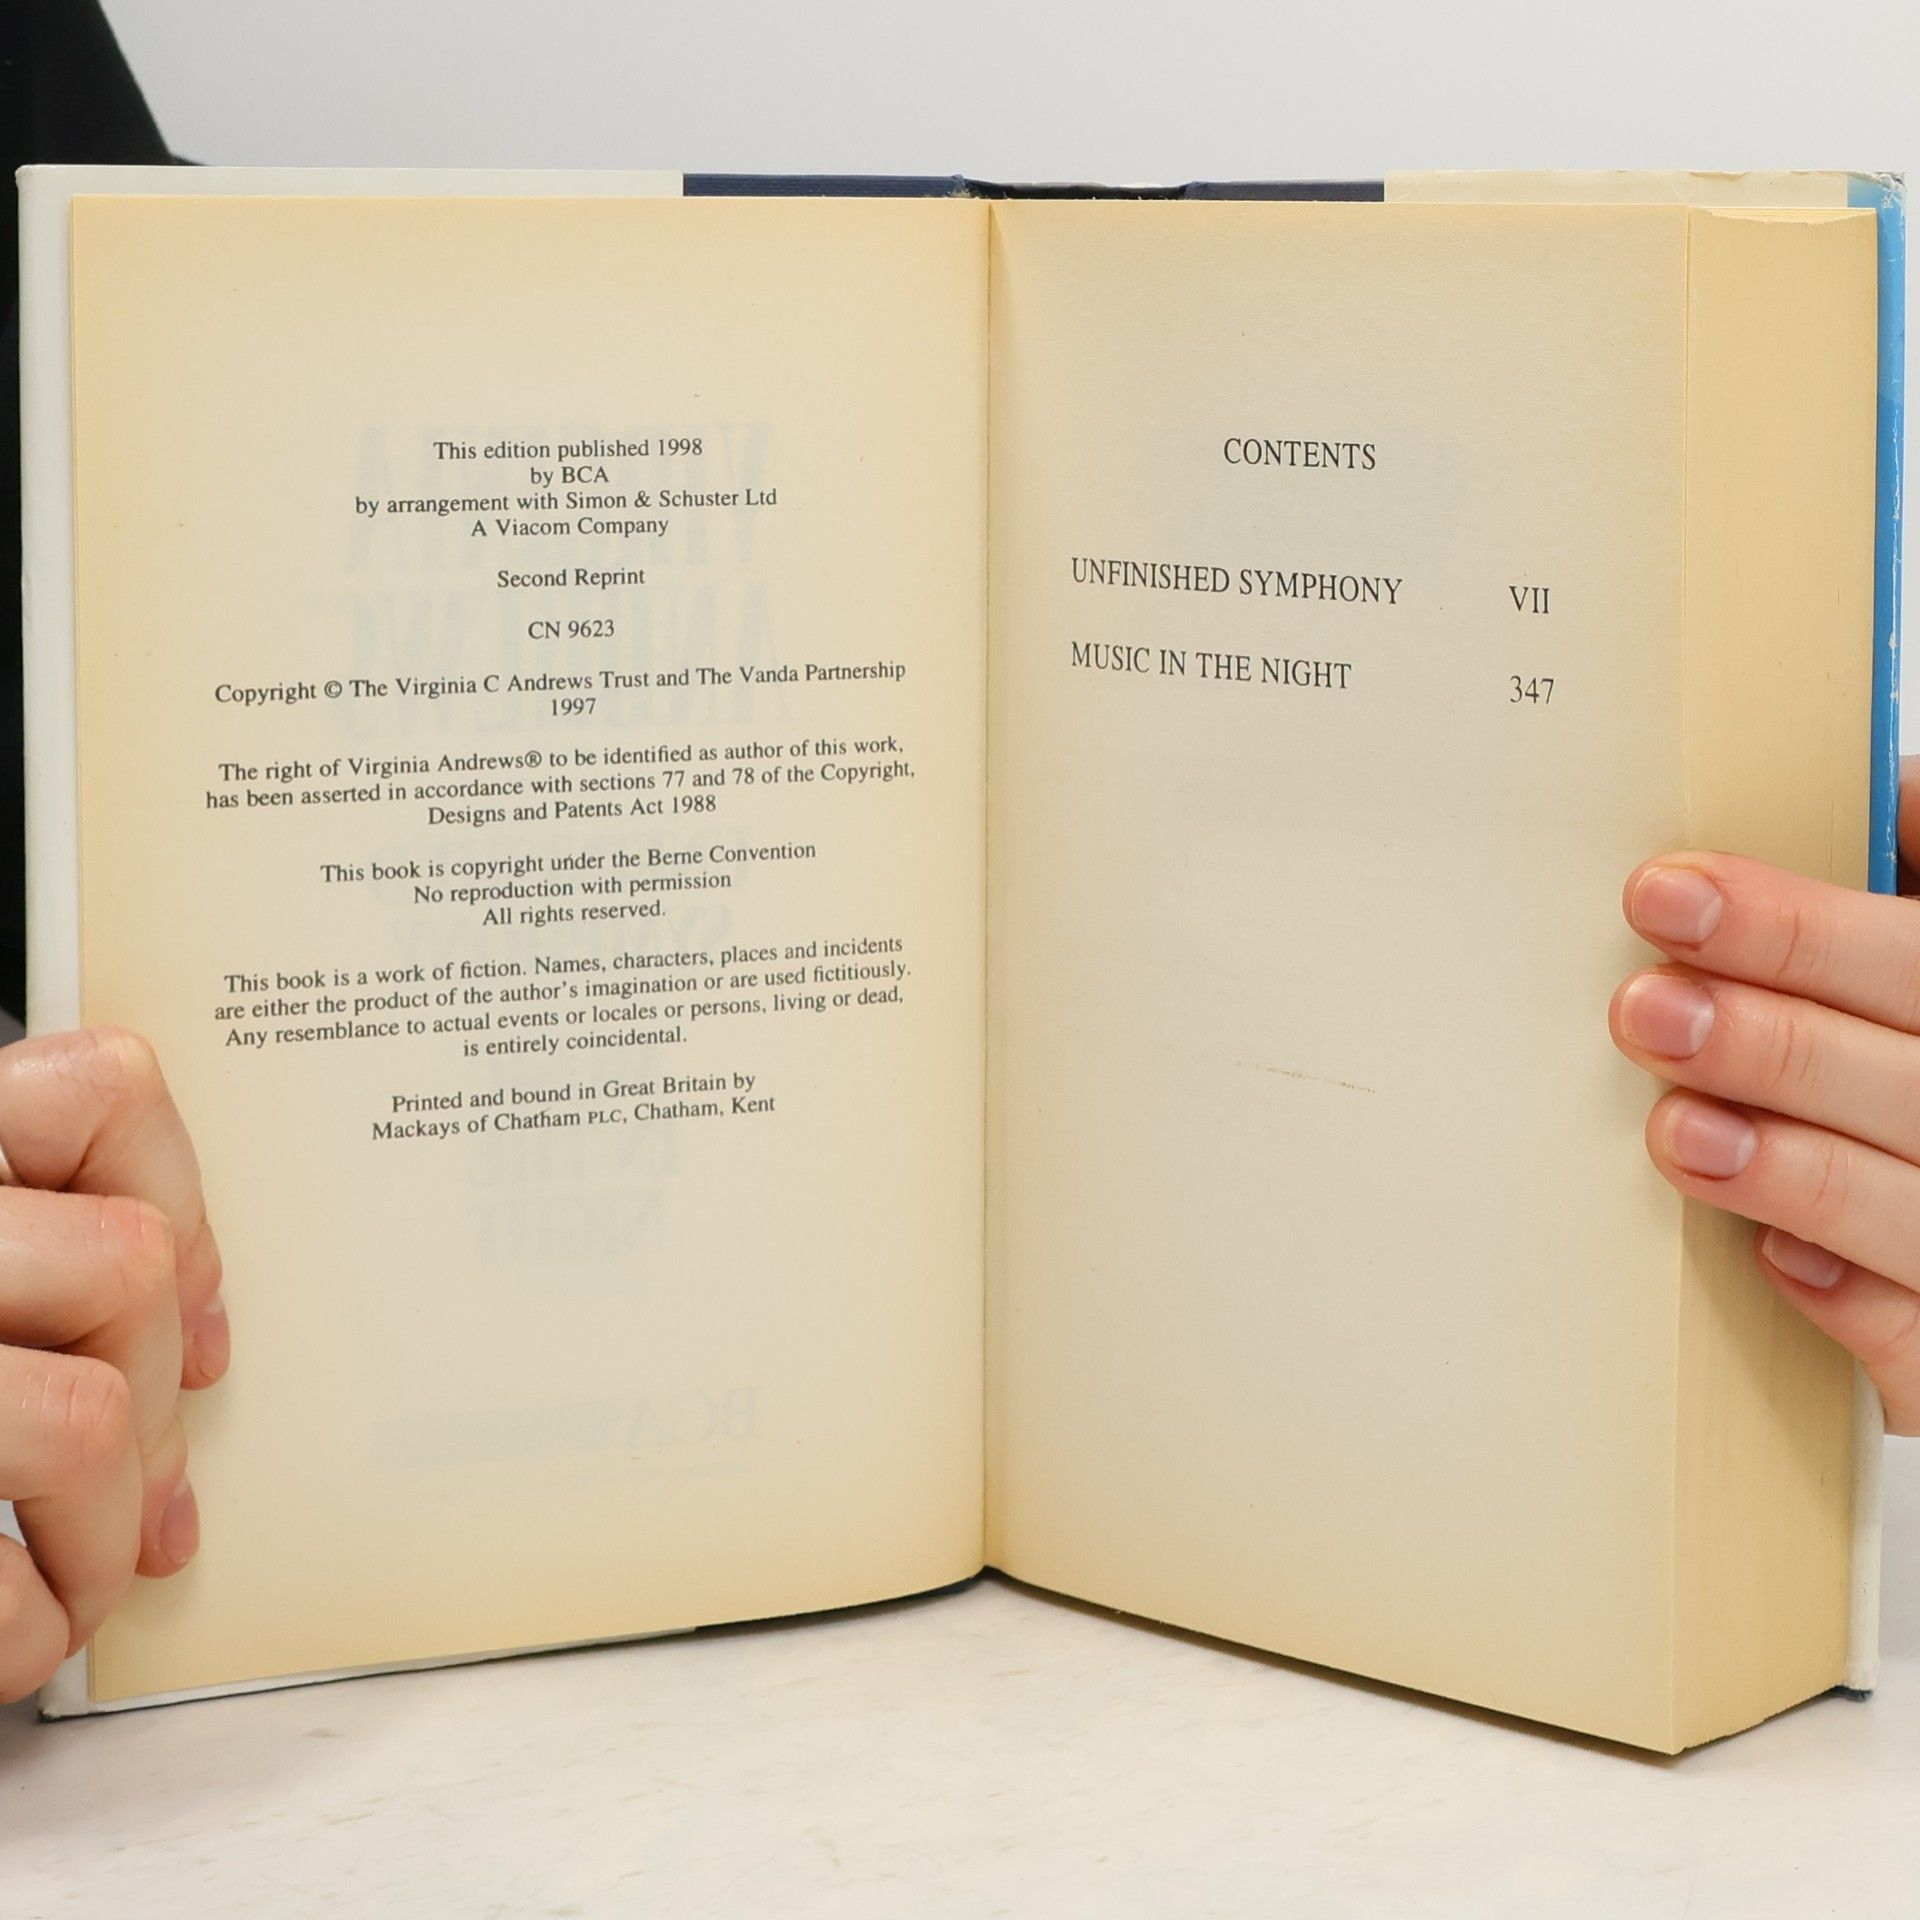 This edition published 1998
by BCA
by arrangement with Simon & Schuster Ltd
A Viacom Company
Second Reprint
CN 9623
Copyright © The Virginia C Andrews Trust and The Vanda Partnership
1997
The right of Virginia Andrews® to be identified as author of this work,
has been asserted in accordance with sections 77 and 78 of the Copyright,
Designs and Patents Act 1988
This book is copyright under the Berne Convention
No reproduction with permission
All rights reserved.
This book is a work of fiction. Names, characters, places and incidents
are either the product of the author's imagination or are used fictitiously.
Any resemblance to actual events or locales or persons, living or dead,
is entirely coincidental.
Printed and bound in Great Britain by
Mackays of Chatham PLC, Chatham, Kent
CONTENTS
UNFINISHED SYMPHONY VII
MUSIC IN THE NIGHT 347